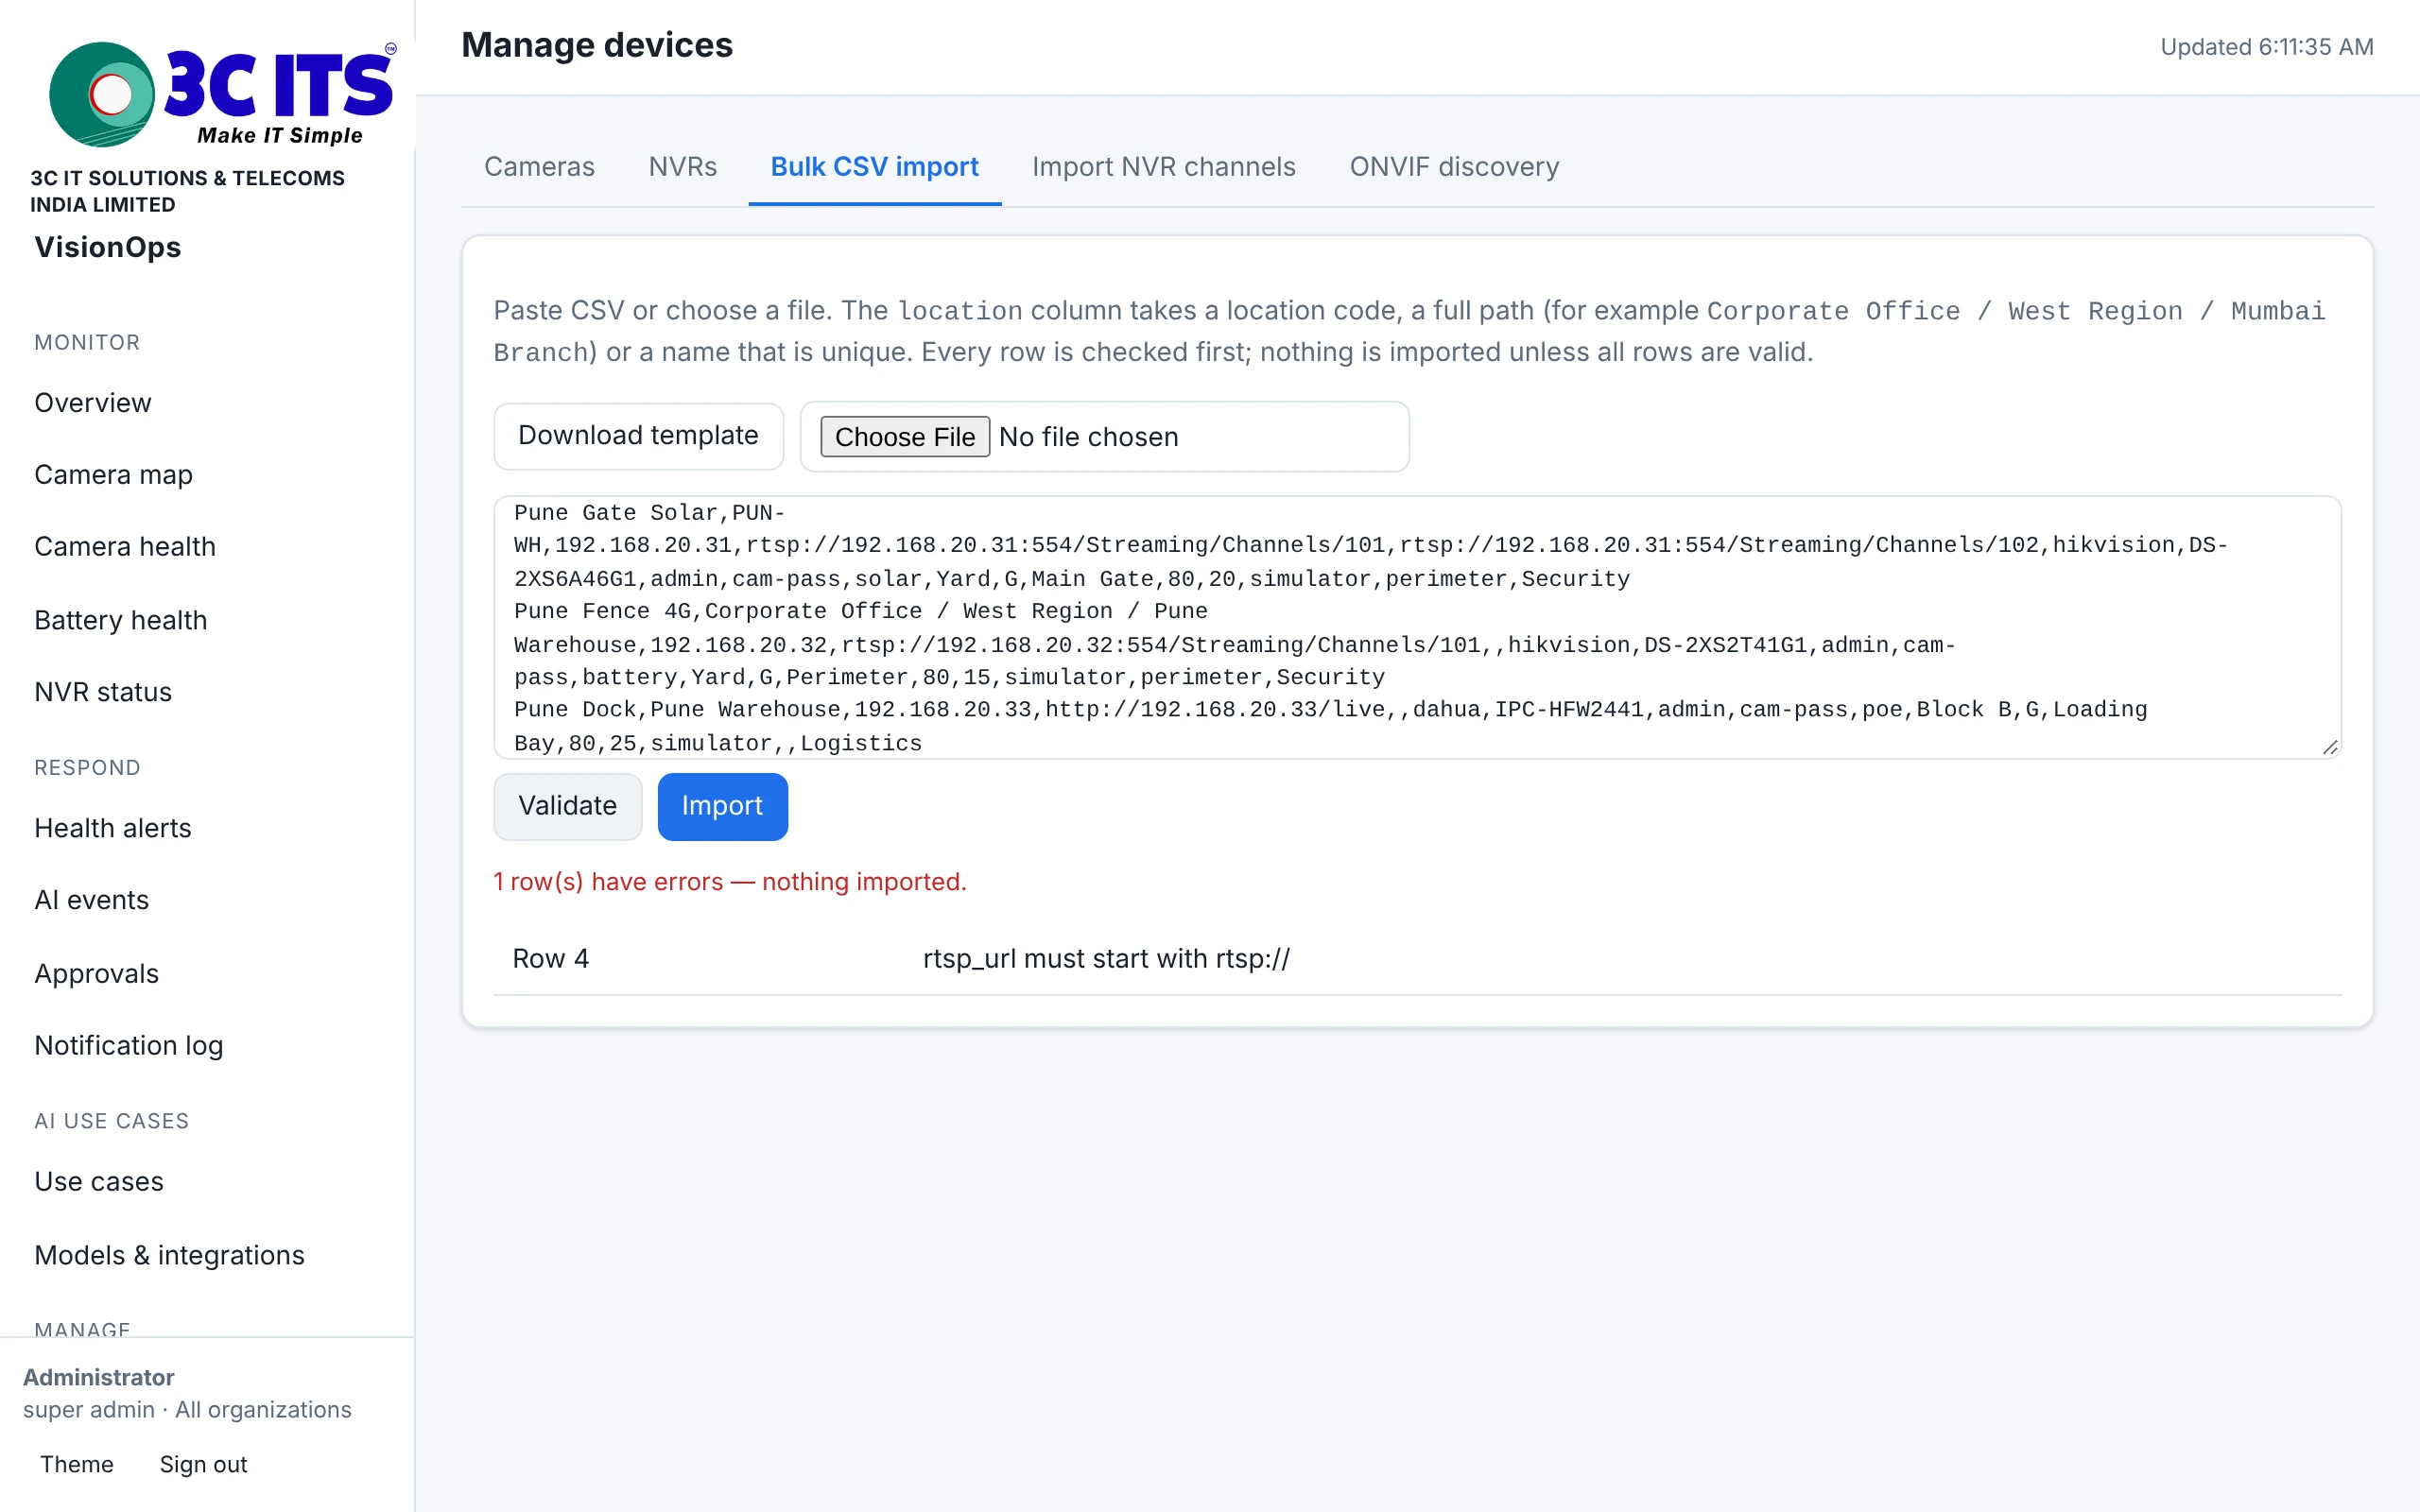 3C ITS
TM
Make IT Simple
3C IT SOLUTIONS & TELECOMS
INDIA LIMITED
VisionOps
MONITOR
Overview
Camera map
Camera health
Battery health
NVR status
RESPOND
Health alerts
AI events
Approvals
Notification log
AI USE CASES
Use cases
Models & integrations
MANAGE
Administrator
super admin · All organizations
Theme Sign out
Manage devices
Updated 6:11:35 AM
Cameras NVRs Bulk CSV import Import NVR channels ONVIF discovery
Paste CSV or choose a file. The location column takes a location code, a full path (for example Corporate Office / West Region / Mumbai
Branch) or a name that is unique. Every row is checked first; nothing is imported unless all rows are valid.
Download template Choose File No file chosen
Pune Gate Solar,PUN-
WH,192.168.20.31,rtsp://192.168.20.31:554/Streaming/Channels/101,rtsp://192.168.20.31:554/Streaming/Channels/102,hikvision,DS-
2XS6A46G1,admin,cam-pass,solar,Yard,G,Main Gate,80,20,simulator,perimeter,Security
Pune Fence 4G,Corporate Office / West Region / Pune
Warehouse,192.168.20.32,rtsp://192.168.20.32:554/Streaming/Channels/101,,hikvision,DS-2XS2T41G1,admin,cam-
pass,battery,Yard,G,Perimeter,80,15,simulator,perimeter,Security
Pune Dock,Pune Warehouse,192.168.20.33,http://192.168.20.33/live,,dahua,IPC-HFW2441,admin,cam-pass,poe,Block B,G,Loading
Bay,80,25,simulator,,Logistics
Validate Import
1 row(s) have errors — nothing imported.
Row 4 rtsp_url must start with rtsp://